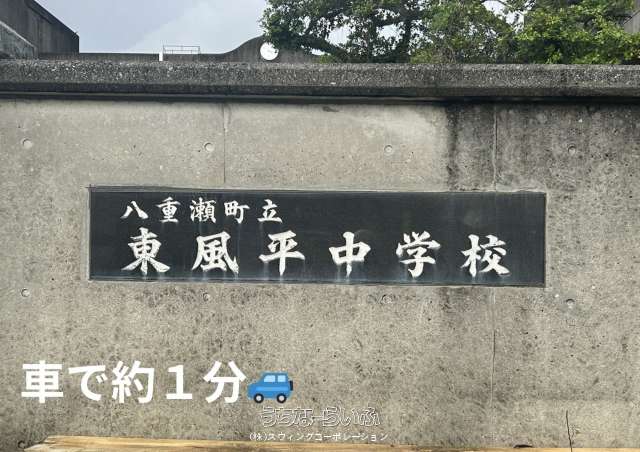 八重瀬町立
東風平中学校
車で約１分
うちなーらいふ
(株)スウィングコーポレーション